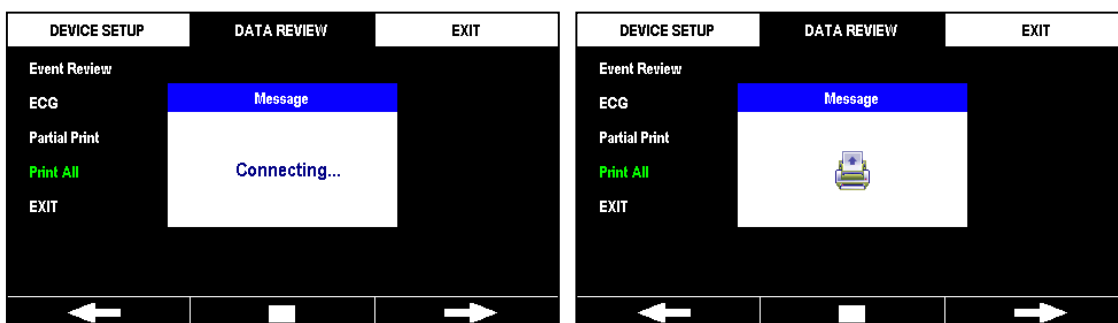 DEVICE SETUP DATA REVIEW EXIT
Event Review
ECG
Message
Partial Print
Connecting...
Print All
EXIT
DEVICE SETUP DATA REVIEW EXIT
Event Review
ECG
Message
Partial Print
Print All
EXIT